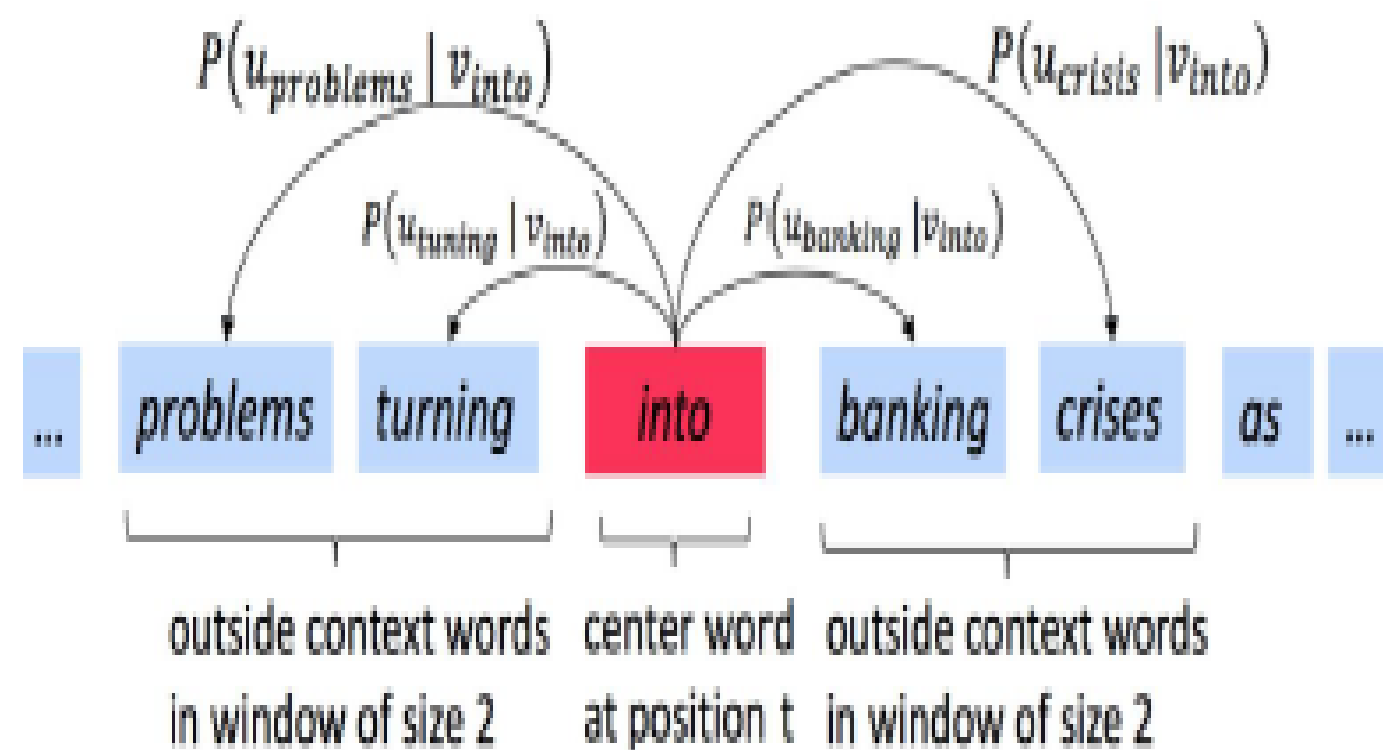 P(u_problems | v_into)
P(u_crisis | v_into)
P(u_tuning | v_into)
P(u_banking | v_into)
... problems turning into banking crises as ...
outside context words center word outside context words
in window of size 2 at position t in window of size 2